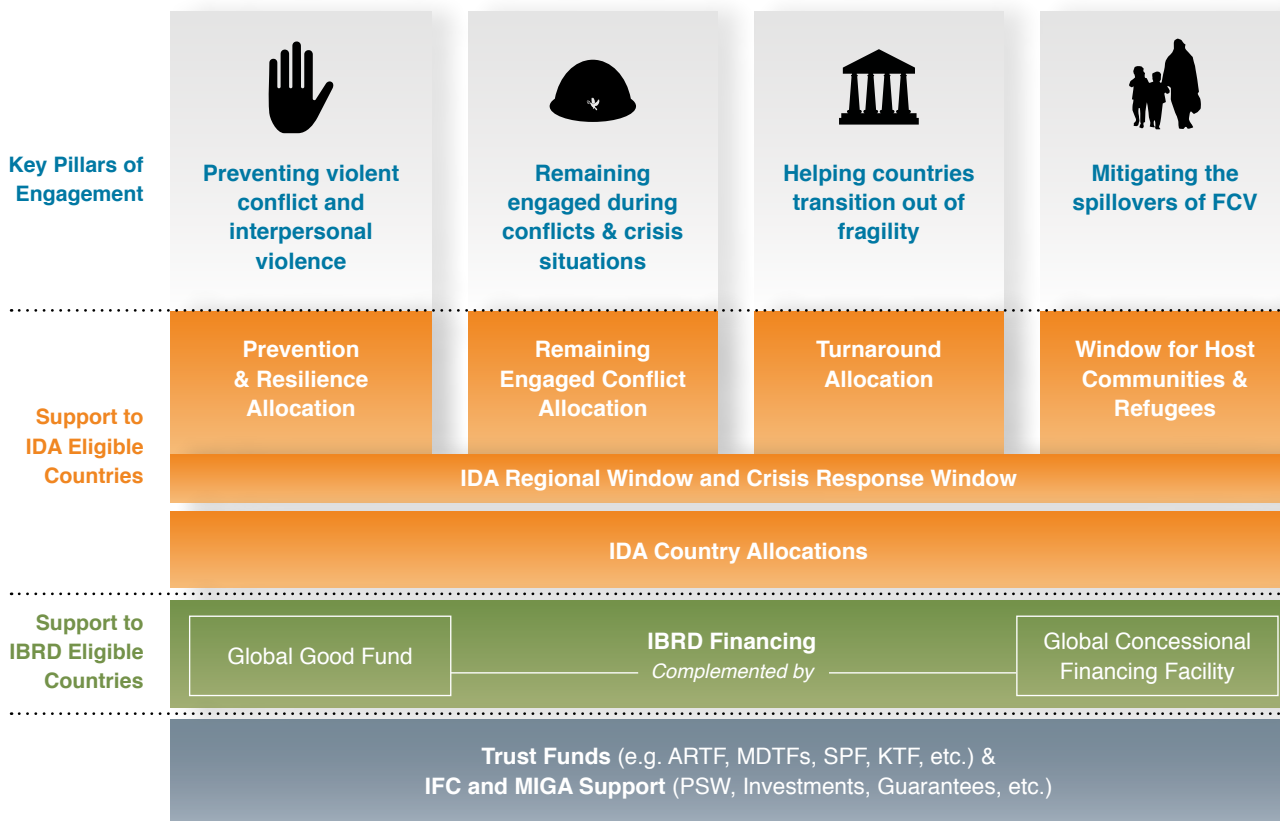 Key Pillars of
Engagement
Preventing violent
conflict and
interpersonal
violence
Remaining
engaged during
conflicts & crisis
situations
Helping countries
transition out of
fragility
Mitigating the
spillovers of FCV
Support to
IDA Eligible
Countries
Prevention
& Resilience
Allocation
Remaining
Engaged Conflict
Allocation
Turnaround
Allocation
Window for Host
Communities &
Refugees
IDA Regional Window and Crisis Response Window
IDA Country Allocations
Support to
IBRD Eligible
Countries
Global Good Fund
IBRD Financing
Complemented by
Global Concessional
Financing Facility
Trust Funds (e.g. ARTF, MDTFs, SPF, KTF, etc.) &
IFC and MIGA Support (PSW, Investments, Guarantees, etc.)